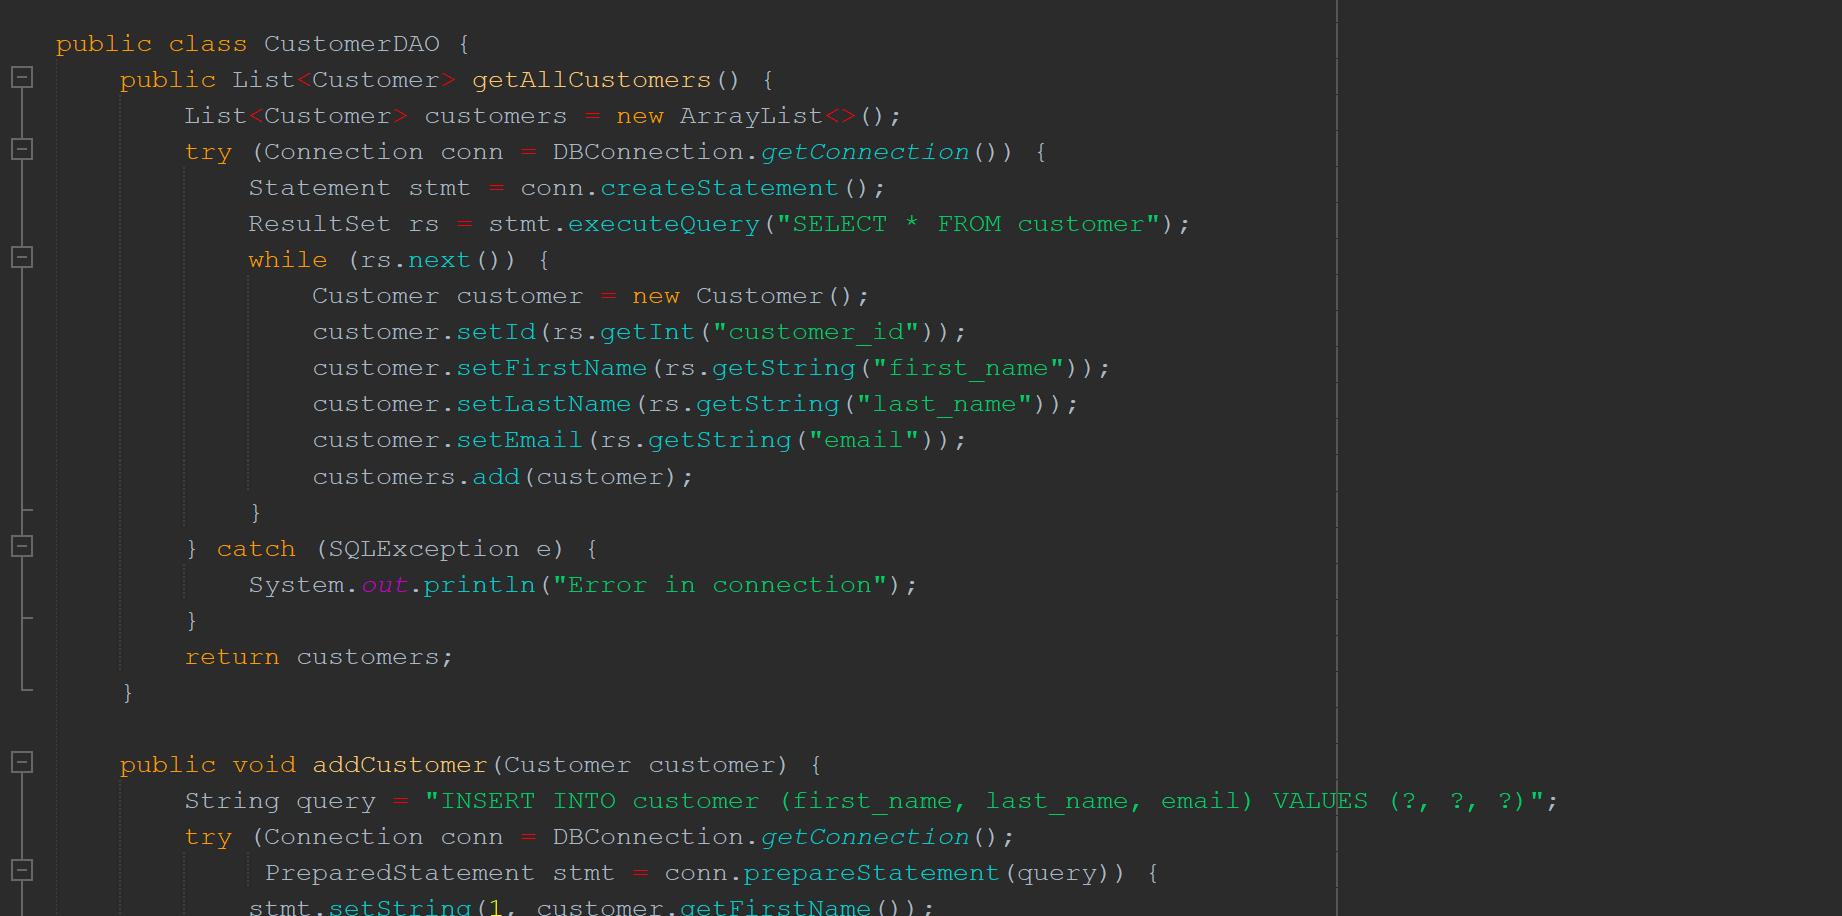 public class CustomerDAO {
    public List<Customer> getAllCustomers() {
        List<Customer> customers = new ArrayList<>();
        try (Connection conn = DBConnection.getConnection()) {
            Statement stmt = conn.createStatement();
            ResultSet rs = stmt.executeQuery("SELECT * FROM customer");
            while (rs.next()) {
                Customer customer = new Customer();
                customer.setId(rs.getInt("customer_id"));
                customer.setFirstName(rs.getString("first_name"));
                customer.setLastName(rs.getString("last_name"));
                customer.setEmail(rs.getString("email"));
                customers.add(customer);
            }
        } catch (SQLException e) {
            System.out.println("Error in connection");
        }
        return customers;
    }

    public void addCustomer(Customer customer) {
        String query = "INSERT INTO customer (first_name, last_name, email) VALUES (?, ?, ?)";
        try (Connection conn = DBConnection.getConnection();
             PreparedStatement stmt = conn.prepareStatement(query)) {
            stmt.setString(1, customer.getFirstName());